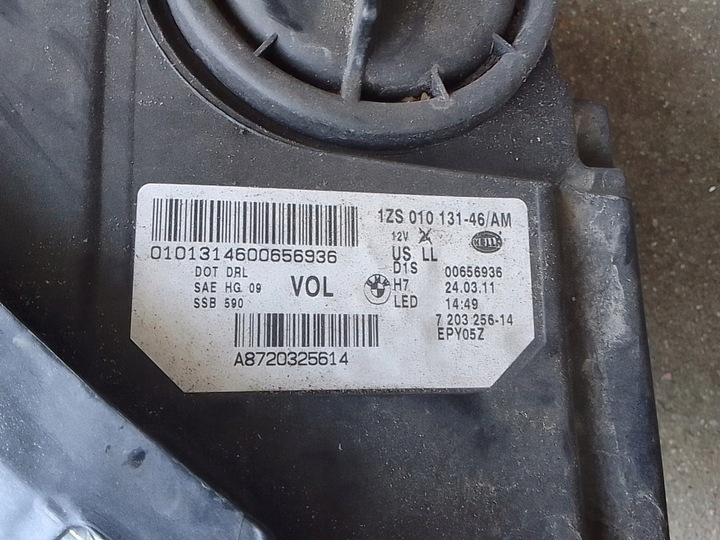 1ZS 010 131-46/AM
12V
HELLA
0101314600656936
US LL
DOT DRL
SAE HG 09
SSB 590
VOL
D1S 00656936
H7 24.03.11
LED 14:49
7 203 256-14
EPY05Z
A8720325614